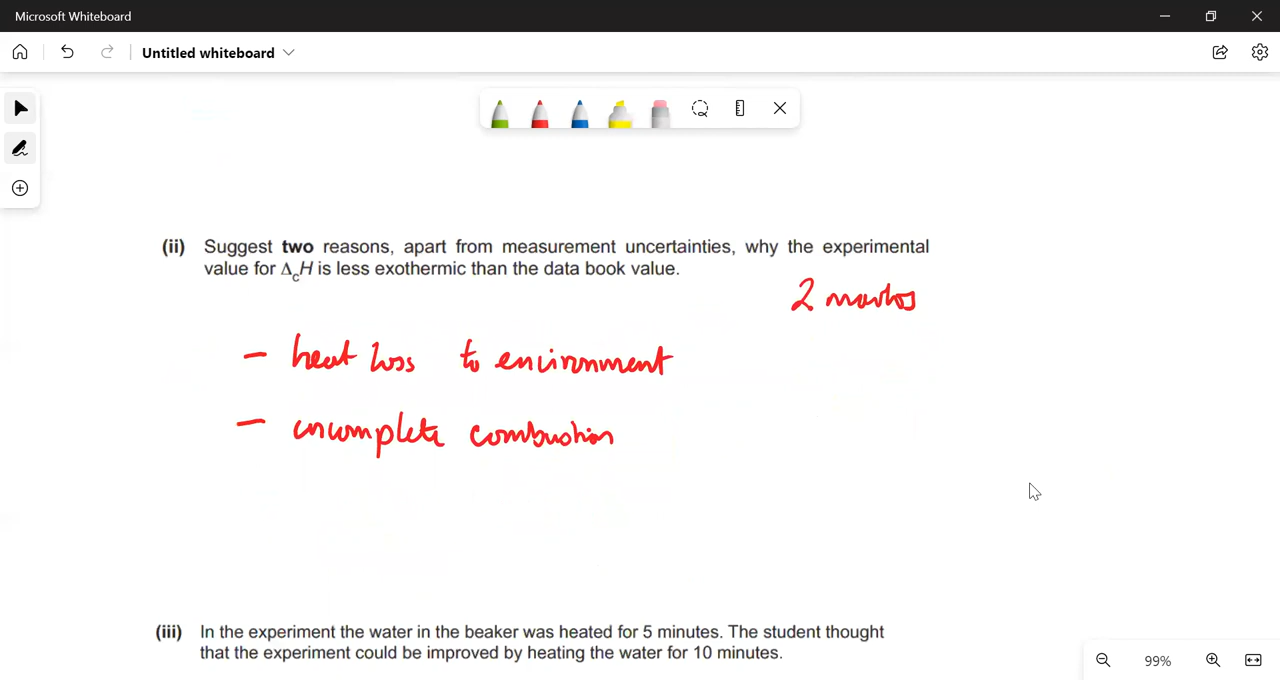 Microsoft Whiteboard
Untitled whiteboard
(ii) Suggest two reasons, apart from measurement uncertainties, why the experimental
value for ΔcH is less exothermic than the data book value.
2 marks
- heat loss to environment
- incomplete combustion
(iii) In the experiment the water in the beaker was heated for 5 minutes. The student thought
that the experiment could be improved by heating the water for 10 minutes.
99%